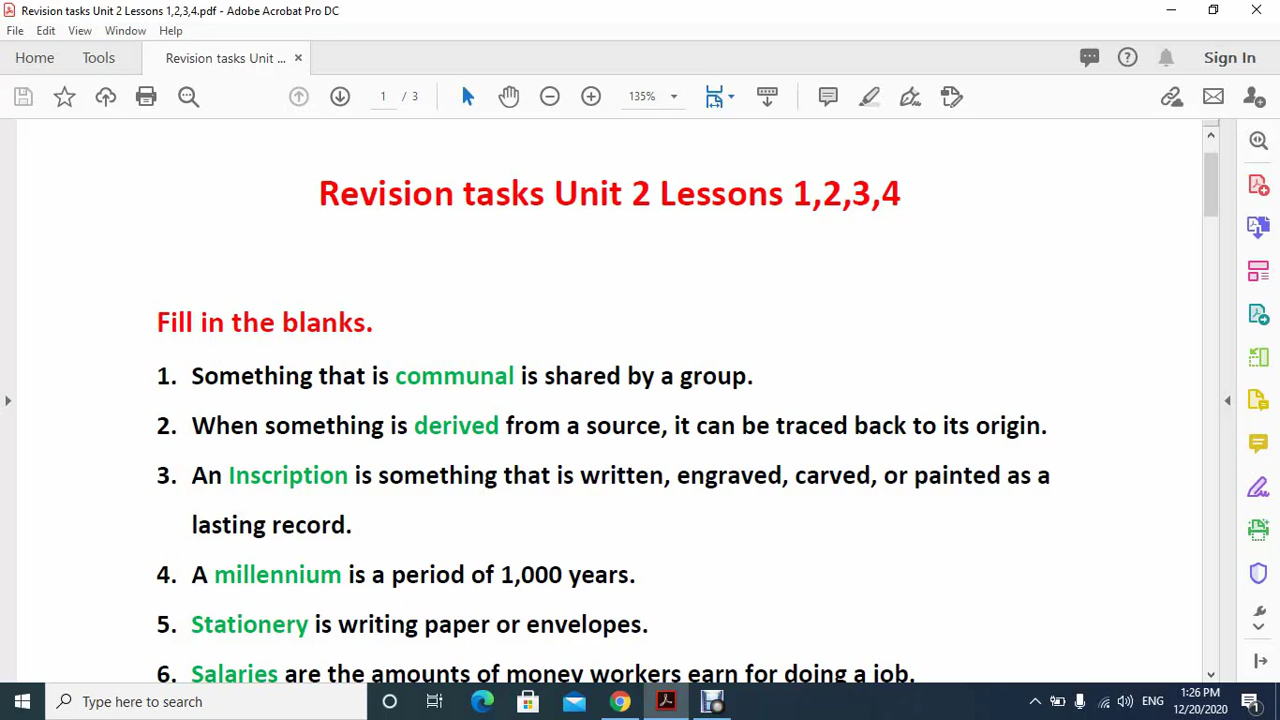 Revision tasks Unit 2 Lessons 1,2,3,4.pdf - Adobe Acrobat Pro DC
File Edit View Window Help
Home Tools Revision tasks Unit ... × Sign In
1 / 3 135%
Revision tasks Unit 2 Lessons 1,2,3,4
Fill in the blanks.
1. Something that is communal is shared by a group.
2. When something is derived from a source, it can be traced back to its origin.
3. An Inscription is something that is written, engraved, carved, or painted as a
lasting record.
4. A millennium is a period of 1,000 years.
5. Stationery is writing paper or envelopes.
6. Salaries are the amounts of money workers earn for doing a job.
Type here to search
ENG
1:26 PM
12/20/2020
1